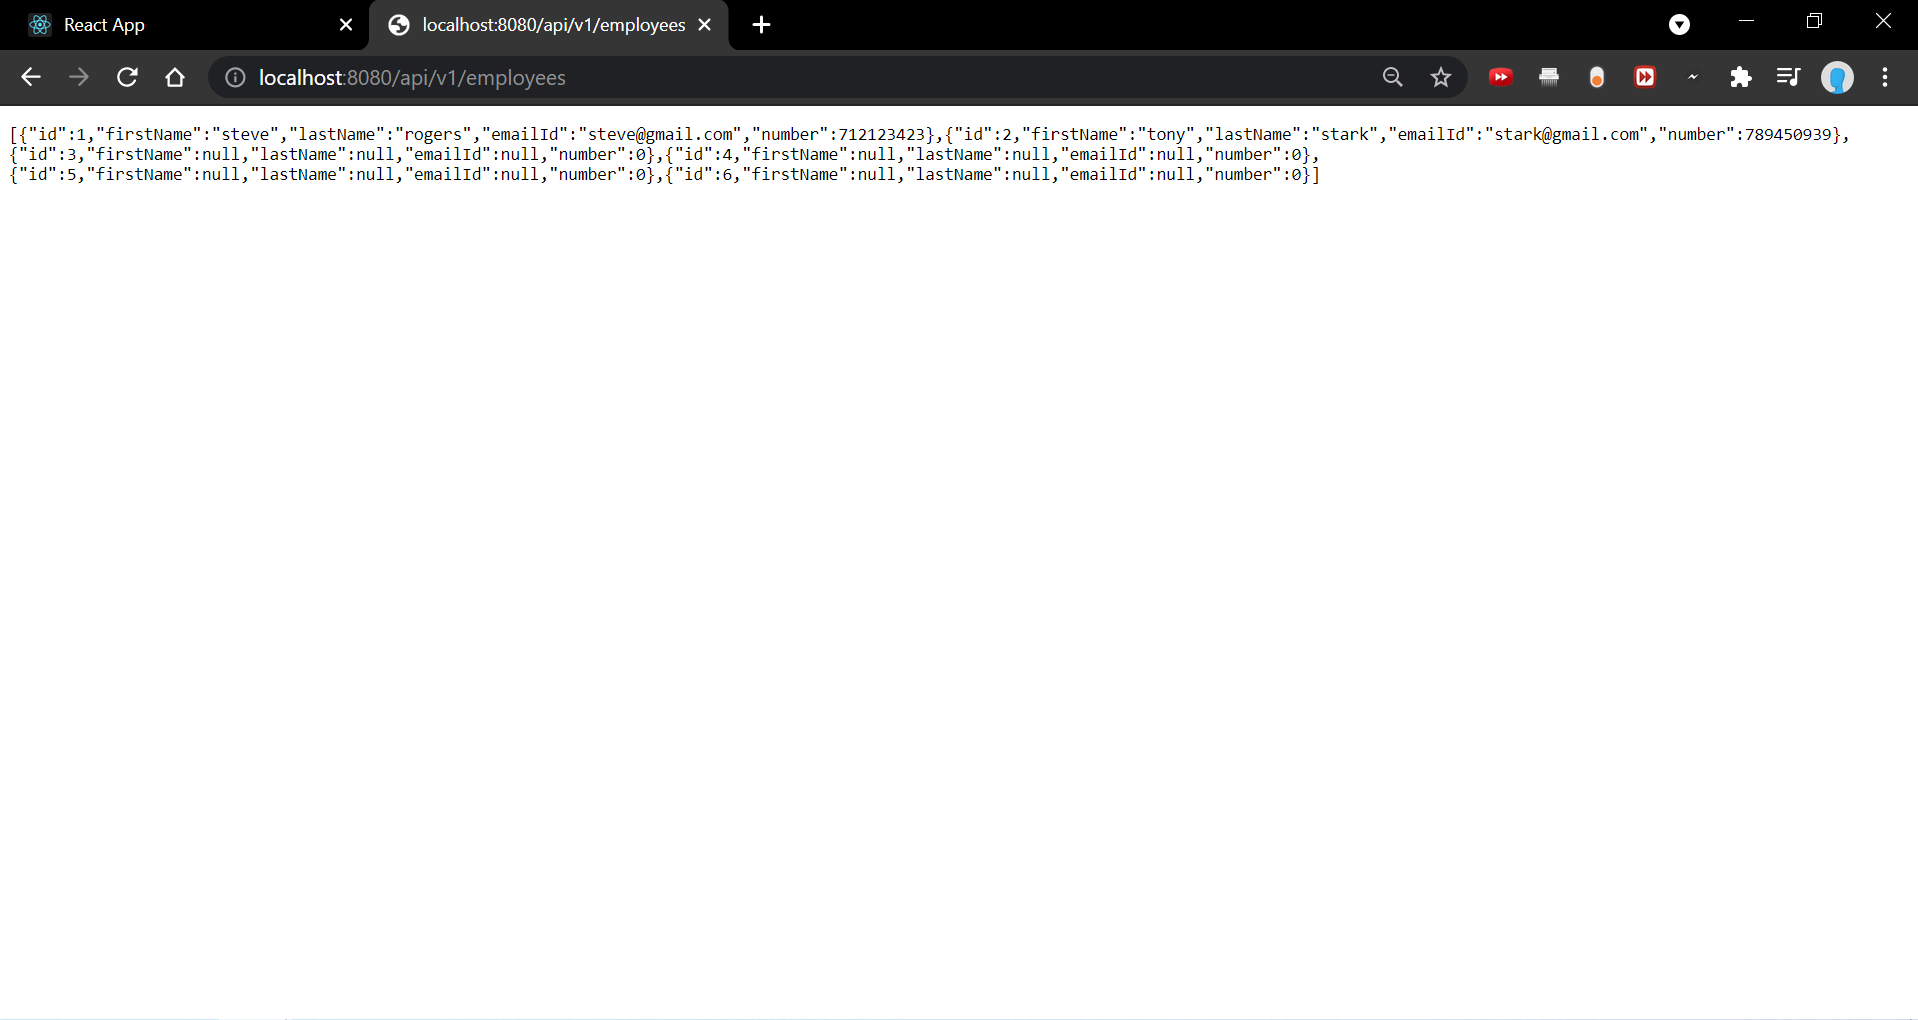 React App
localhost:8080/api/v1/employees
localhost:8080/api/v1/employees
[{"id":1,"firstName":"steve","lastName":"rogers","emailId":"steve@gmail.com","number":712123423},{"id":2,"firstName":"tony","lastName":"stark","emailId":"stark@gmail.com","number":789450939},
{"id":3,"firstName":null,"lastName":null,"emailId":null,"number":0},{"id":4,"firstName":null,"lastName":null,"emailId":null,"number":0},
{"id":5,"firstName":null,"lastName":null,"emailId":null,"number":0},{"id":6,"firstName":null,"lastName":null,"emailId":null,"number":0}]